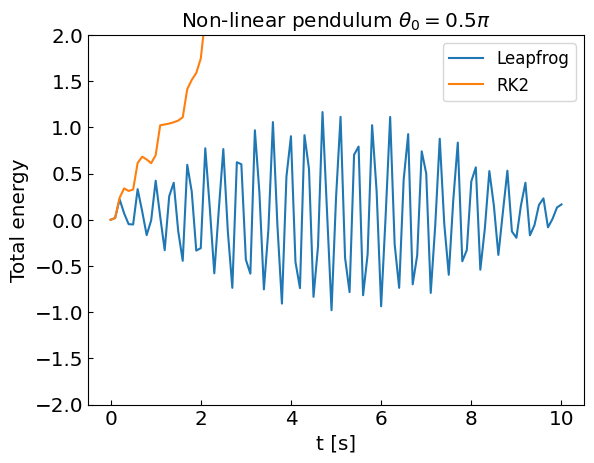 Non-linear pendulum θ₀ = 0.5π
Leapfrog
RK2
Total energy
2.0
1.5
1.0
0.5
0.0
−0.5
−1.0
−1.5
−2.0
0 2 4 6 8 10
t [s]